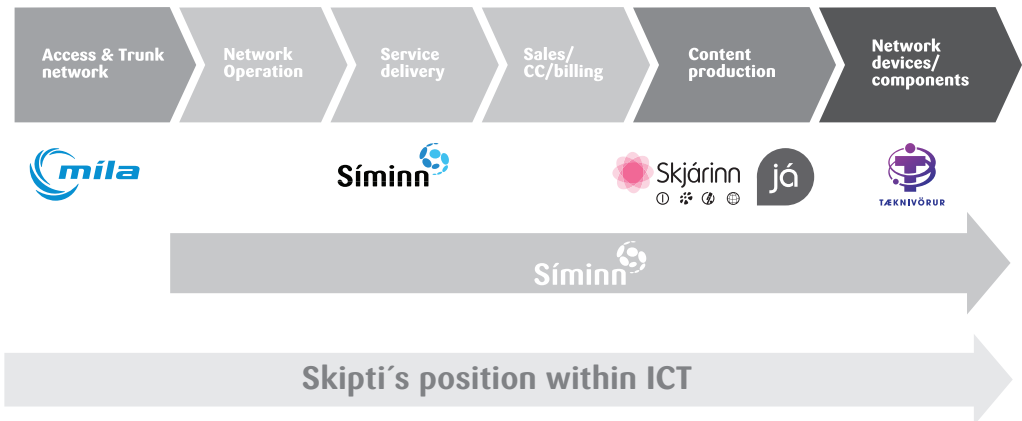 Access & Trunk
network
Network
Operation
Service
delivery
Sales/
CC/billing
Content
production
Network
devices/
components
míla
Síminn
Skjárinn
já
TÆKNIVÖRUR
Síminn
Skipti´s position within ICT